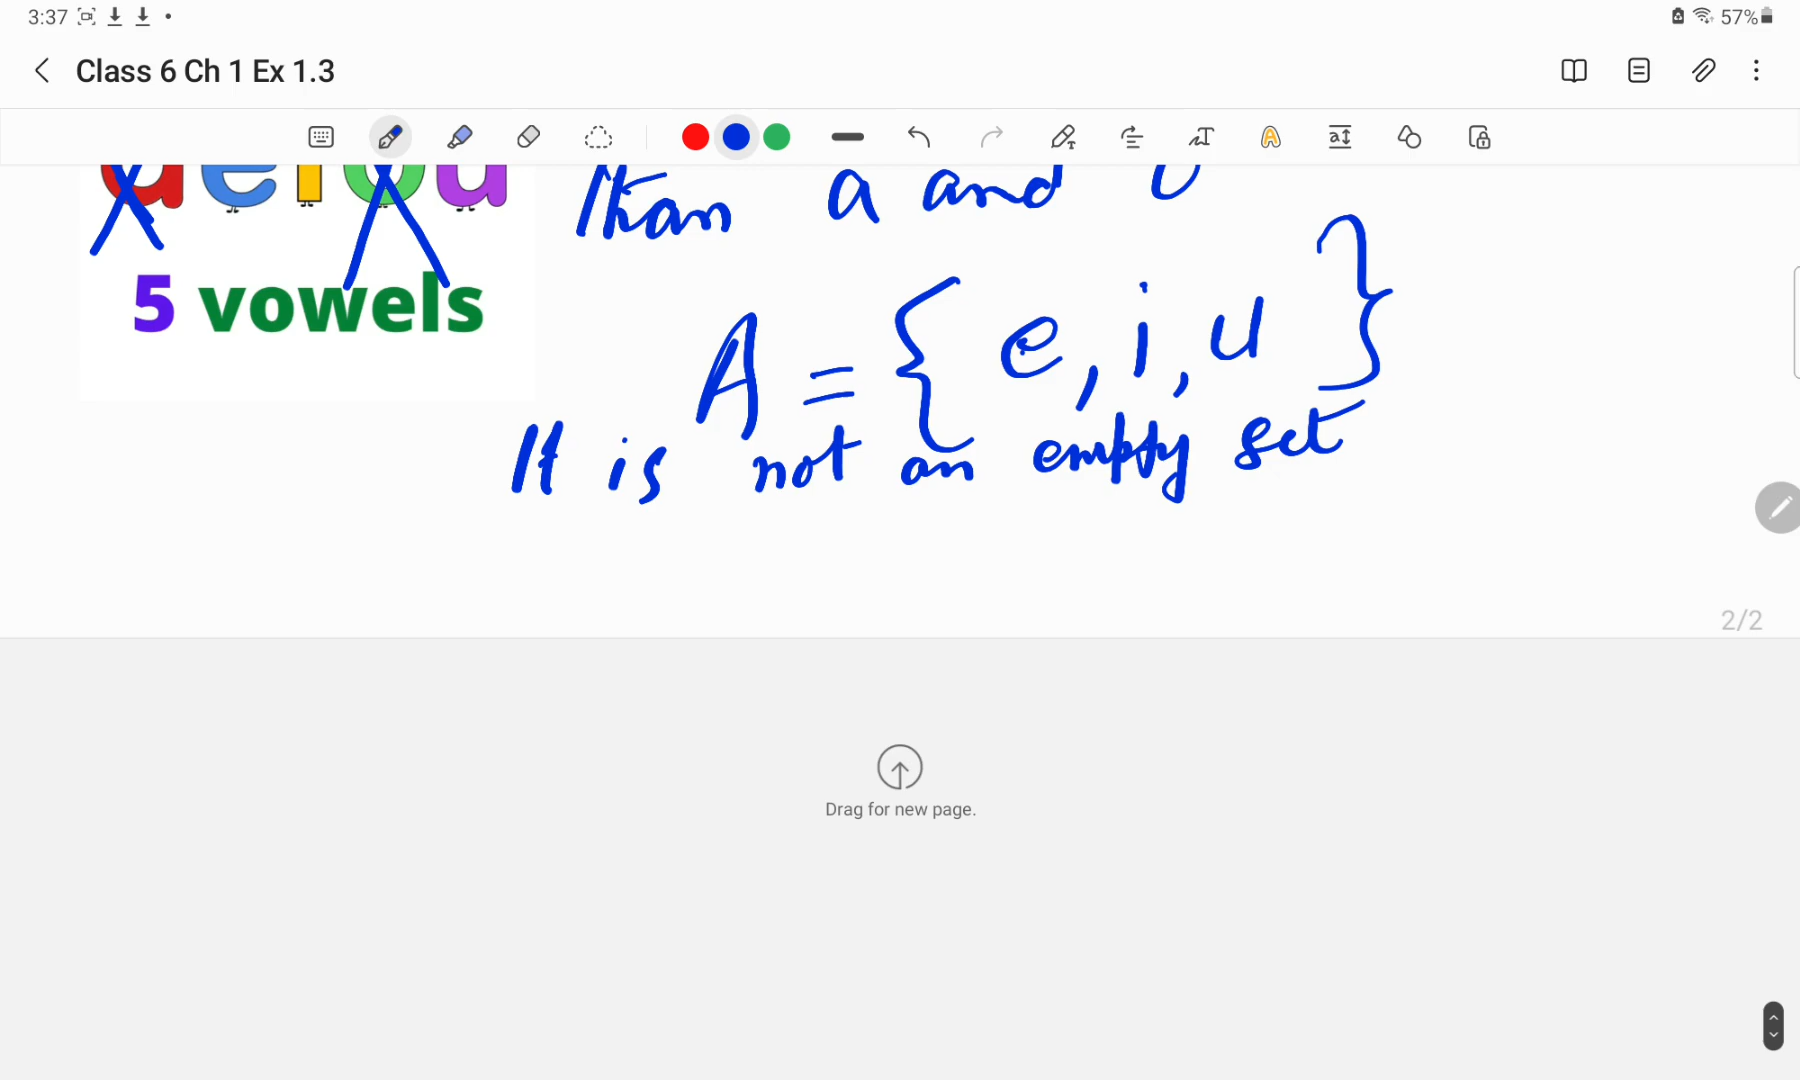 3:37 57%
Class 6 Ch 1 Ex 1.3
aeiou
than a and o
5 vowels
A = { e, i, u }
It is not an empty set
2/2
Drag for new page.